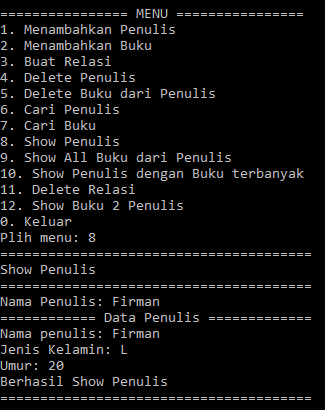 ================ MENU ================
1. Menambahkan Penulis
2. Menambahkan Buku
3. Buat Relasi
4. Delete Penulis
5. Delete Buku dari Penulis
6. Cari Penulis
7. Cari Buku
8. Show Penulis
9. Show All Buku dari Penulis
10. Show Penulis dengan Buku terbanyak
11. Delete Relasi
12. Show Buku 2 Penulis
0. Keluar
Plih menu: 8
=======================================
Show Penulis
=======================================
Nama Penulis: Firman
============ Data Penulis =============
Nama penulis: Firman
Jenis Kelamin: L
Umur: 20
Berhasil Show Penulis
=======================================